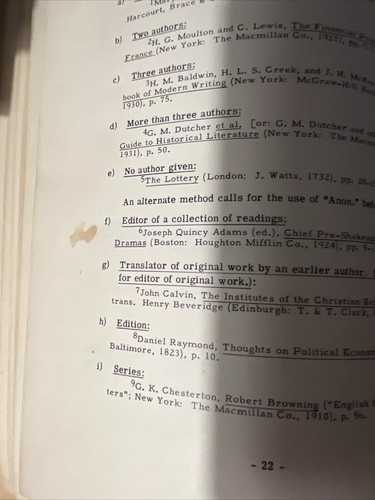 Harcourt, Brace &
b) Two authors:
2H. G. Moulton and C. Lewis, The Financial
France (New York: The Macmillan Co., 1925), pp.
c) Three authors:
3H. M. Baldwin, H. L. S. Creek, and J. H.
book of Modern Writing (New York: McGraw-Hill
1930), p. 75.
d) More than three authors:
4G. M. Dutcher et al. [or: G. M. Dutcher and
Guide to Historical Literature (New York: The
1931), p. 50.
e) No author given:
5The Lottery (London: J. Watts, 1732), pp.
An alternate method calls for the use of "Anon."
f) Editor of a collection of readings:
6Joseph Quincy Adams (ed.), Chief
Dramas (Boston: Houghton Mifflin Co., 1924), pp.
g) Translator of original work by an earlier author.
for editor of original work.):
7John Calvin, The Institutes of the Christian
trans. Henry Beveridge (Edinburgh: T. & T. Clark,
h) Edition:
8Daniel Raymond, Thoughts on Political
Baltimore, 1823), p. 10.
i) Series:
9G. K. Chesterton, Robert Browning ("English
ters"; New York: The Macmillan Co., 1910), p. 56.
- 22 -